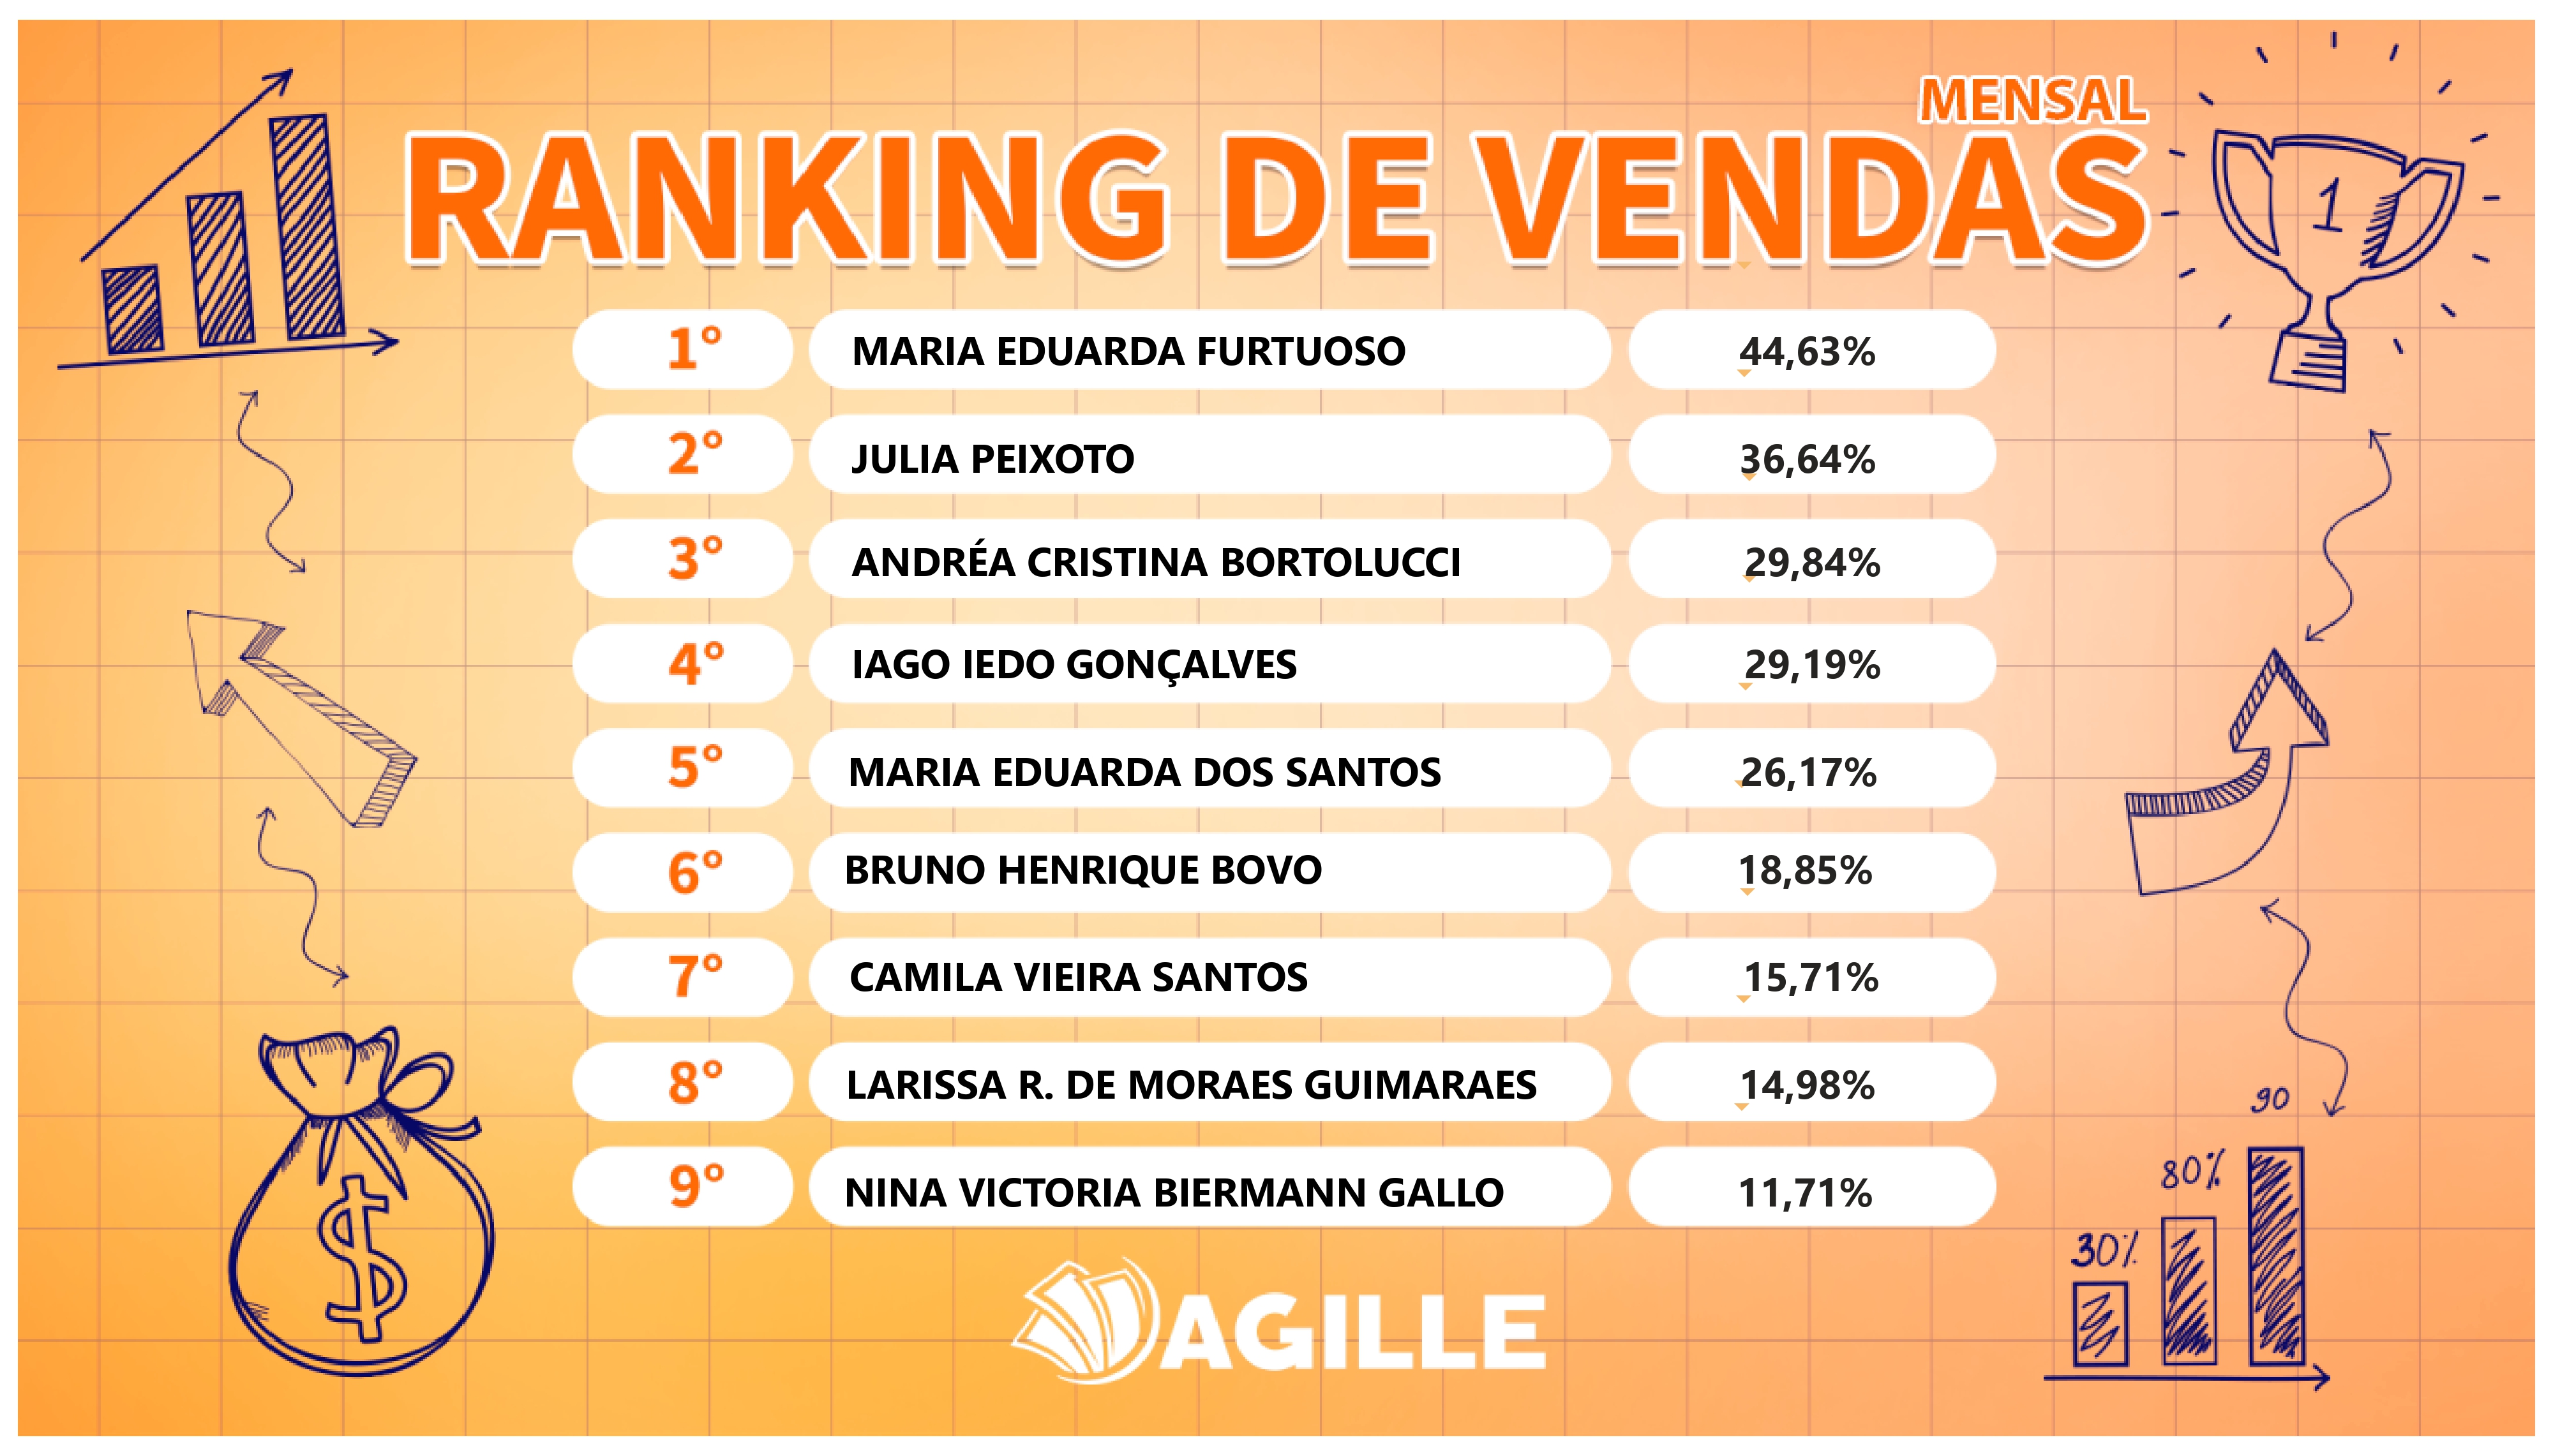 MENSAL
RANKING DE VENDAS
1
1° MARIA EDUARDA FURTUOSO 44,63%
2° JULIA PEIXOTO 36,64%
3° ANDRÉA CRISTINA BORTOLUCCI 29,84%
4° IAGO IEDO GONÇALVES 29,19%
5° MARIA EDUARDA DOS SANTOS 26,17%
6° BRUNO HENRIQUE BOVO 18,85%
7° CAMILA VIEIRA SANTOS 15,71%
8° LARISSA R. DE MORAES GUIMARAES 14,98%
9° NINA VICTORIA BIERMANN GALLO 11,71%
$
30%
80%
90
AGILLE